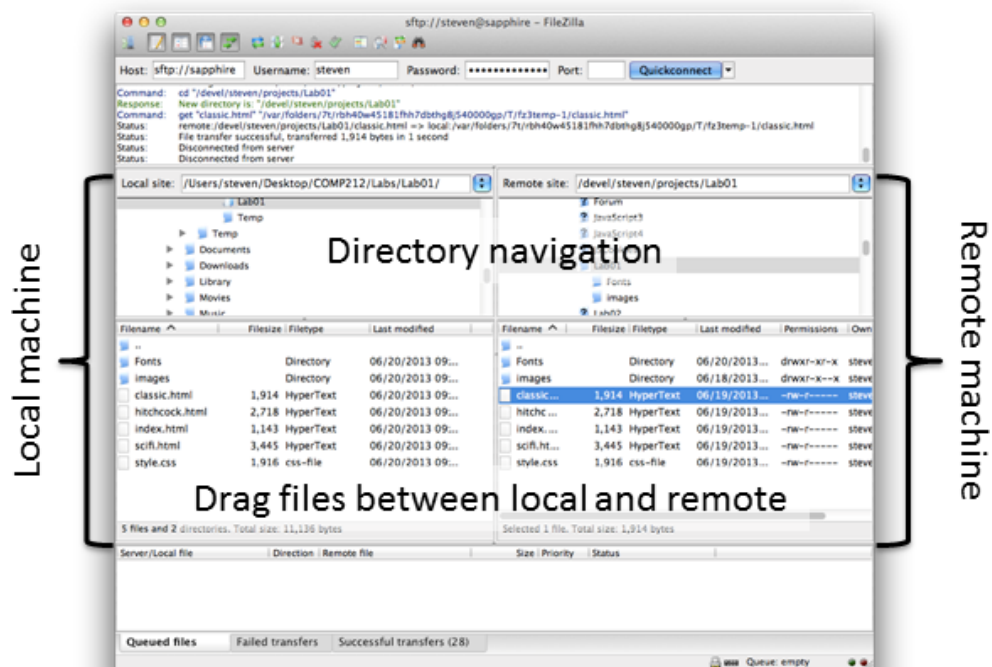 sftp://steven@sapphire – FileZilla
Host: sftp://sapphire Username: steven Password: ••••••••••••• Port: Quickconnect
Command: cd "/devel/steven/projects/Lab01"
Response: New directory is: "/devel/steven/projects/Lab01"
Command: get "classic.html" "/var/folders/7t/rbh40w45181fhh7dbthg8j540000gp/T/fz3temp-1/classic.html"
Status: remote:/devel/steven/projects/Lab01/classic.html => local:/var/folders/7t/rbh40w45181fhh7dbthg8j540000gp/T/fz3temp-1/classic.html
Status: File transfer successful, transferred 1,914 bytes in 1 second
Status: Disconnected from server
Status: Disconnected from server
Local site: /Users/steven/Desktop/COMP212/Labs/Lab01/
Lab01
Temp
Temp
Documents
Downloads
Library
Movies
Music
Remote site: /devel/steven/projects/Lab01
Forum
JavaScript3
JavaScript4
Lab01
Fonts
images
Lab02
Directory navigation
Local machine
Remote machine
Filename Filesize Filetype Last modified
..
Fonts Directory 06/20/2013 09:...
images Directory 06/20/2013 09:...
classic.html 1,914 HyperText 06/20/2013 09:...
hitchcock.html 2,718 HyperText 06/20/2013 09:...
index.html 1,143 HyperText 06/20/2013 09:...
scifi.html 3,445 HyperText 06/20/2013 09:...
style.css 1,916 css-file 06/20/2013 09:...
5 files and 2 directories. Total size: 11,136 bytes
Filename Filesize Filetype Last modified Permissions Own
..
Fonts Directory 06/20/2013... drwxr-xr-x steve
images Directory 06/18/2013... drwxr-x--x steve
classic... 1,914 HyperText 06/19/2013... -rw-r----- steve
hitchc... 2,718 HyperText 06/19/2013... -rw-r----- steve
index.... 1,143 HyperText 06/19/2013... -rw-r----- steve
scifi.ht... 3,445 HyperText 06/19/2013... -rw-r----- steve
style.css 1,916 css-file 06/19/2013... -rw-r----- steve
Selected 1 file. Total size: 1,914 bytes
Drag files between local and remote
Server/Local file Direction Remote file Size Priority Status
Queued files Failed transfers Successful transfers (28)
Queue: empty